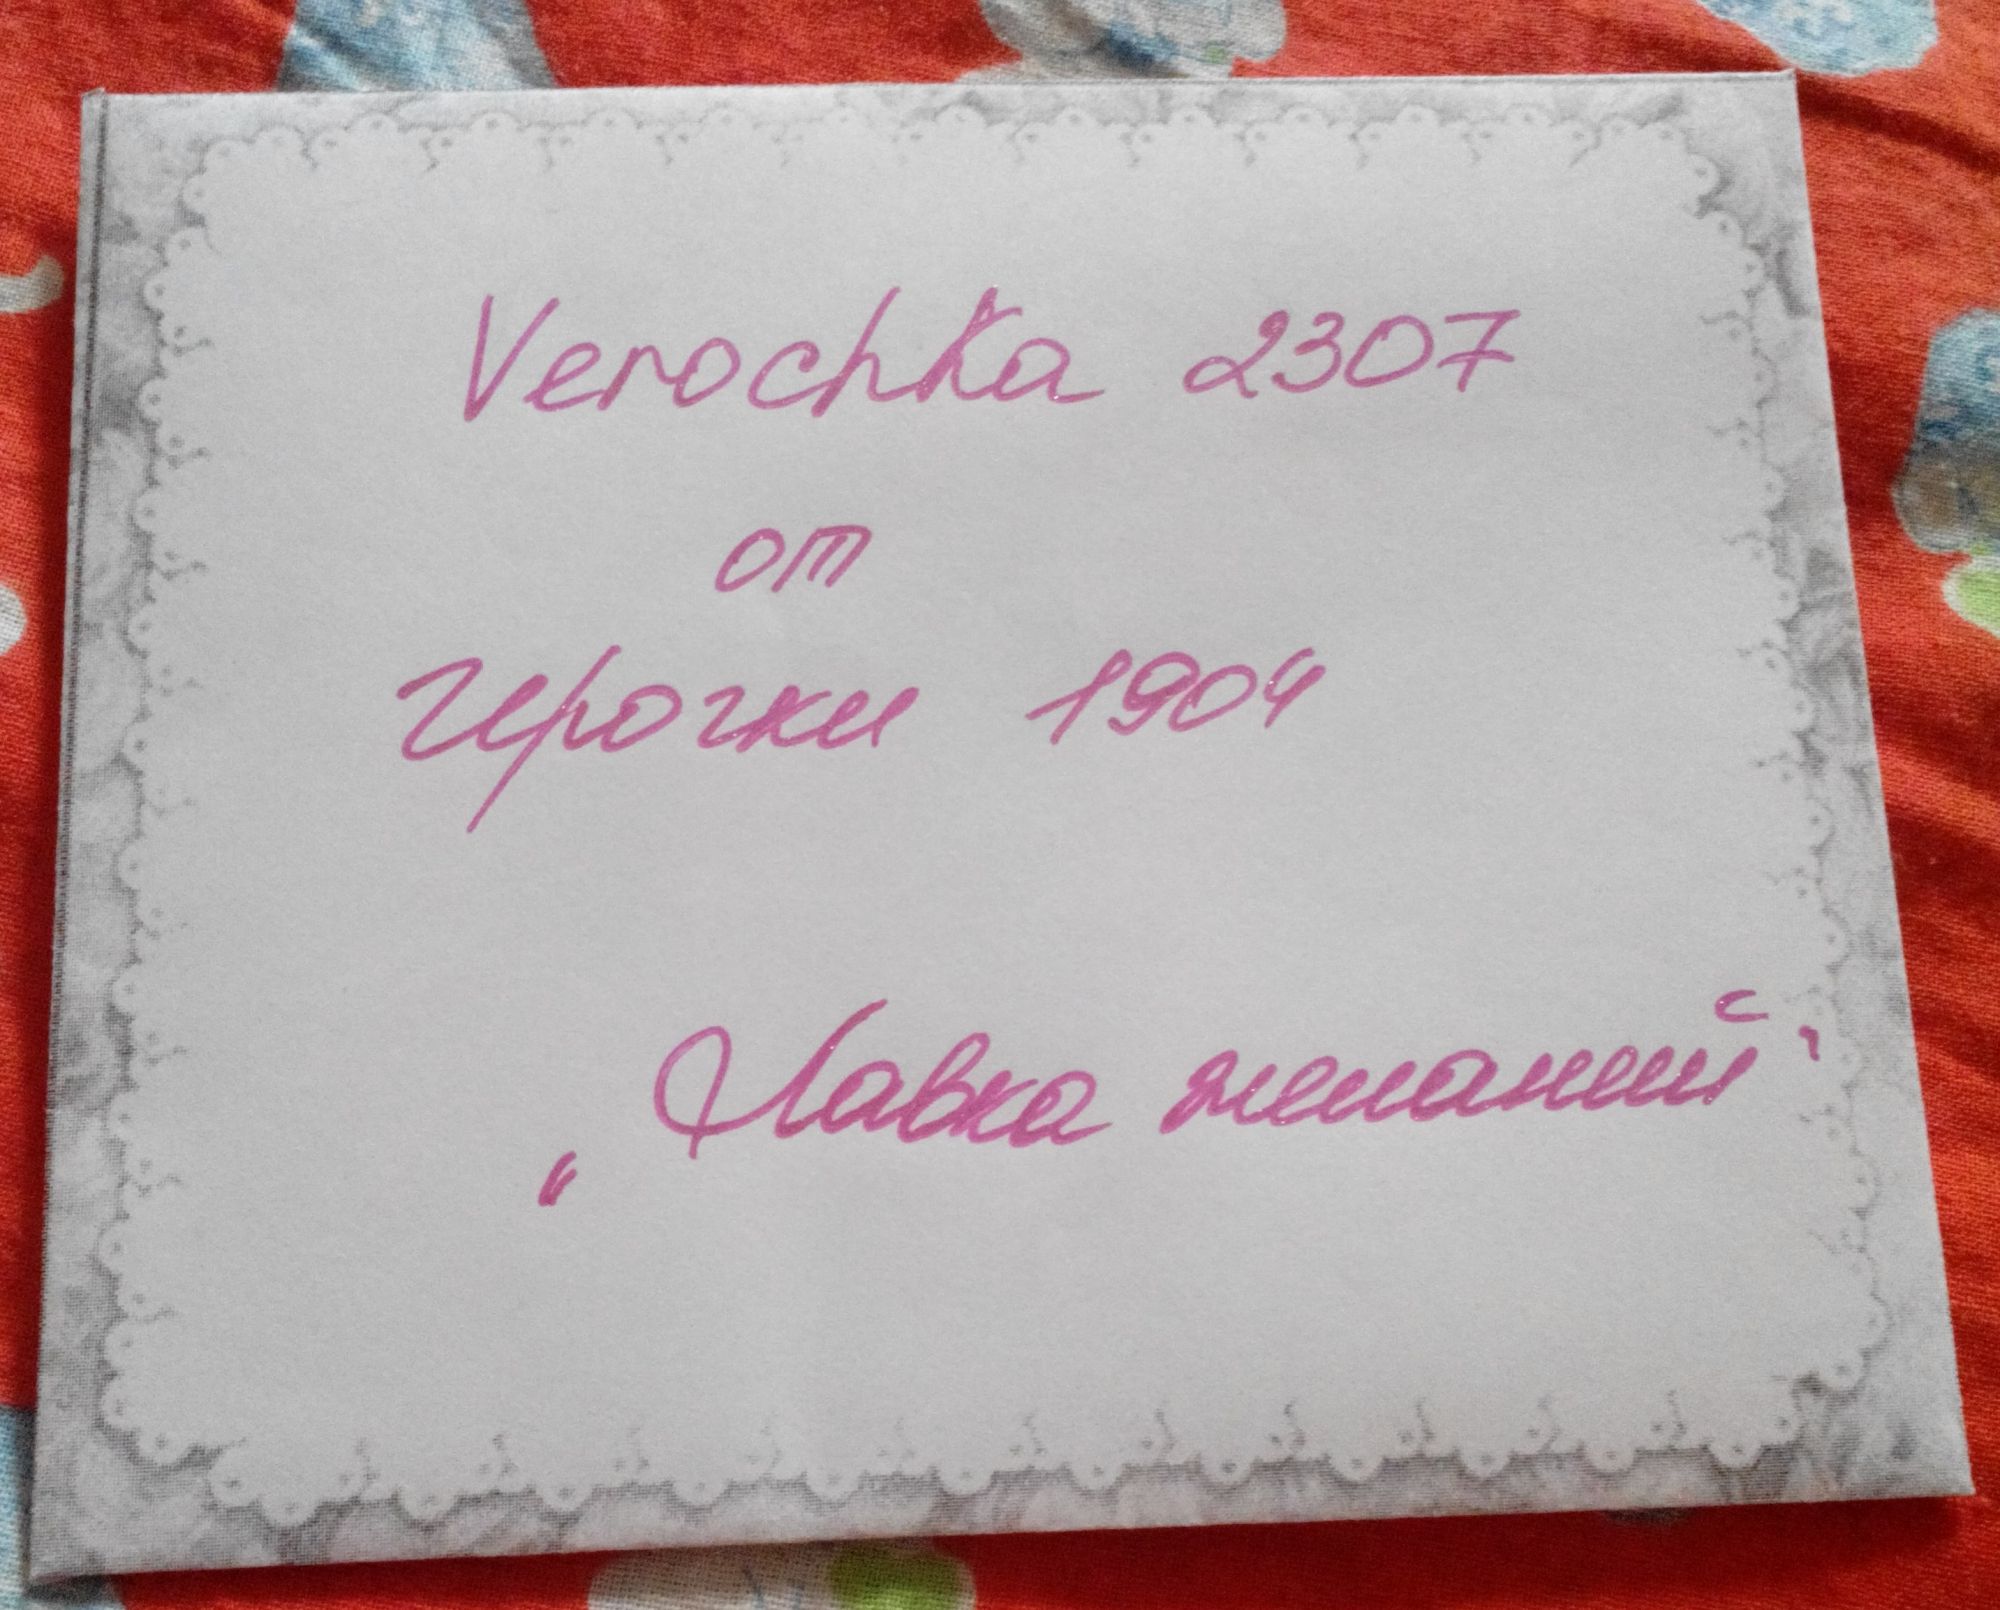 Verochka 2307
от
Ирочки 1904
„Лавка желаний"